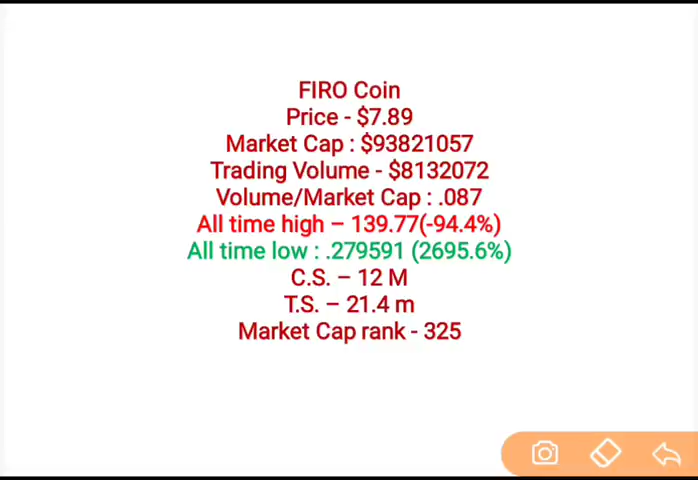 FIRO Coin
Price - $7.89
Market Cap : $93821057
Trading Volume - $8132072
Volume/Market Cap : .087
All time high – 139.77(-94.4%)
All time low : .279591 (2695.6%)
C.S. – 12 M
T.S. – 21.4 m
Market Cap rank - 325